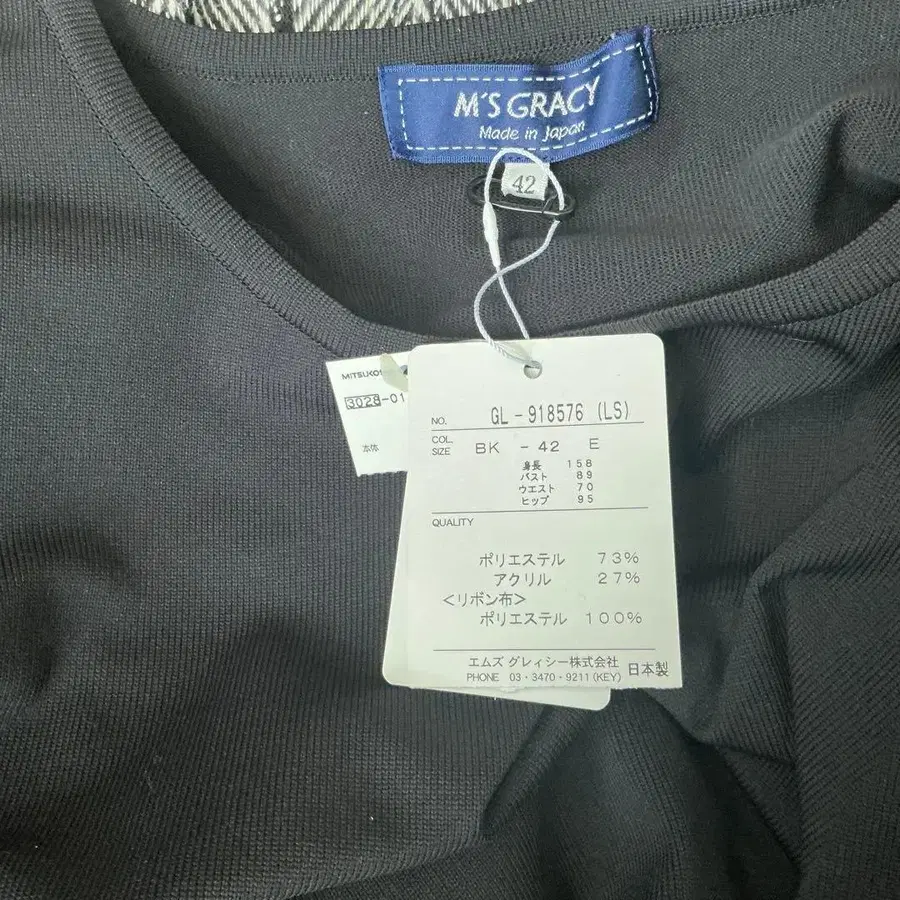 M'S GRACY
Made in Japan
42
MITSUKOS
3028-01
本体
NO. GL-918576 (LS)
COL. SIZE BK -42 E
身長 158
バスト 89
ウエスト 70
ヒップ 95
QUALITY
ポリエステル 73%
アクリル 27%
<リボン布>
ポリエステル 100%
エムズ グレィシー株式会社
PHONE 03・3470・9211(KEY)
日本製